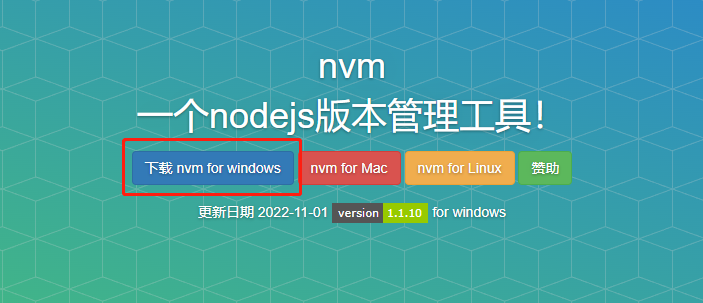 nvm
一个nodejs版本管理工具！
下载 nvm for windows nvm for Mac nvm for Linux 赞助
更新日期 2022-11-01 version 1.1.10 for windows